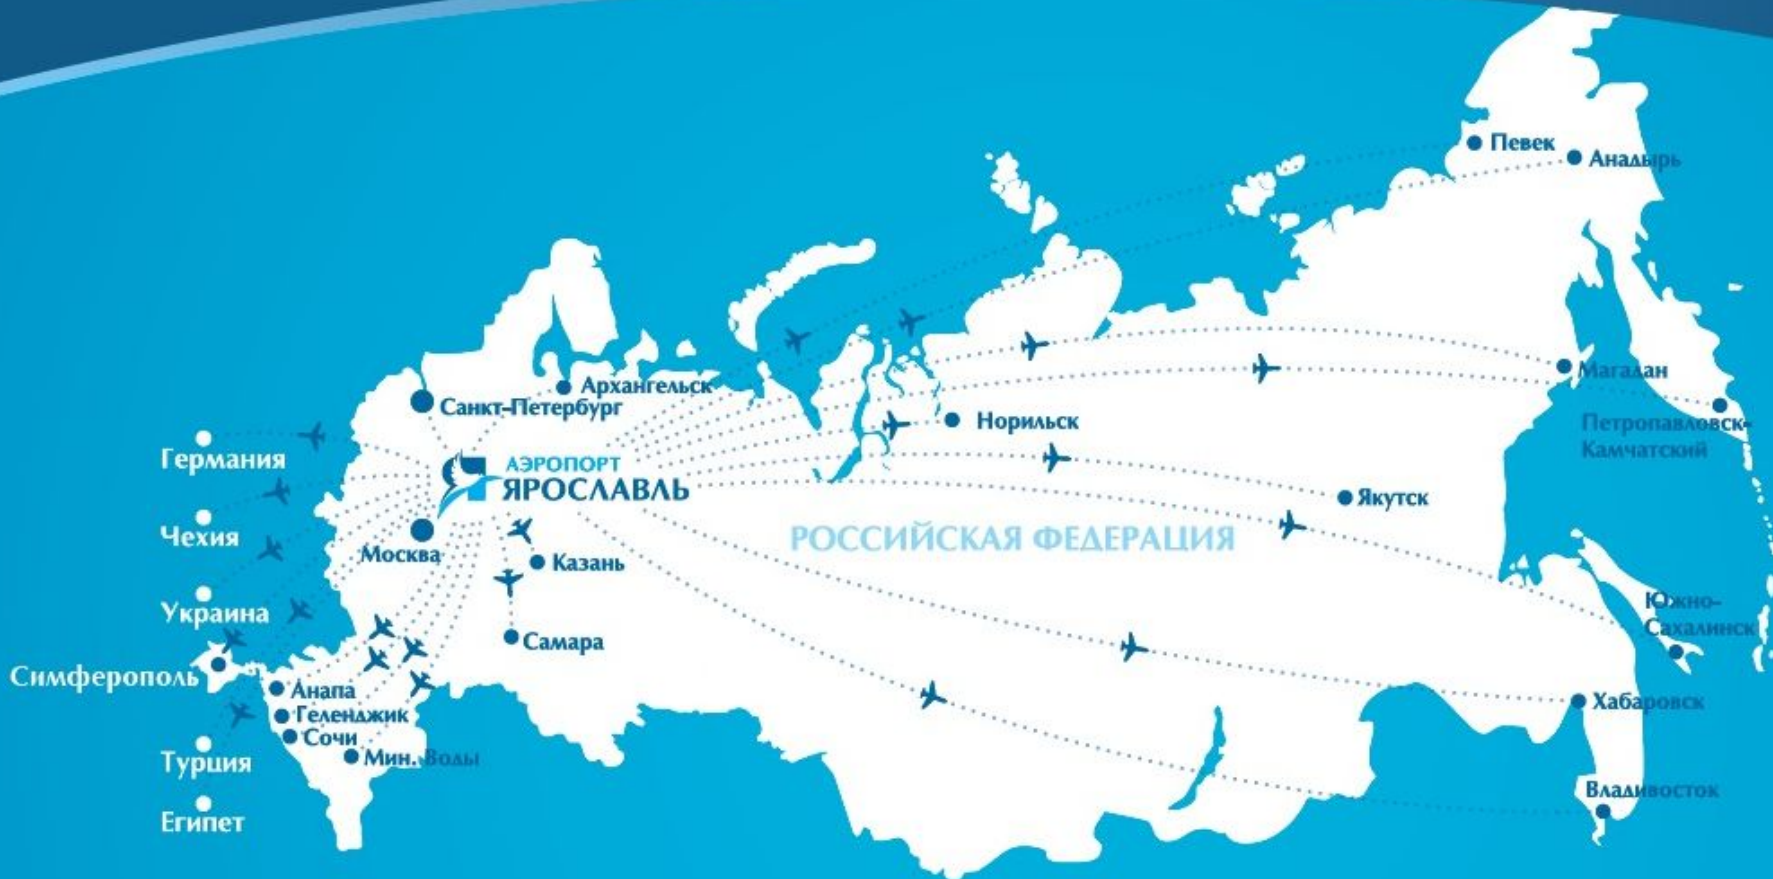 Певек
Анадырь
Магадан
Архангельск
Санкт-Петербург
Петропавловск-
Камчатский
Норильск
Германия
АЭРОПОРТ
ЯРОСЛАВЛЬ
Якутск
Чехия
РОССИЙСКАЯ ФЕДЕРАЦИЯ
Москва
Казань
Украина
Южно-
Сахалинск
Самара
Симферополь
Анапа
Геленджик
Хабаровск
Сочи
Мин. Воды
Турция
Владивосток
Египет